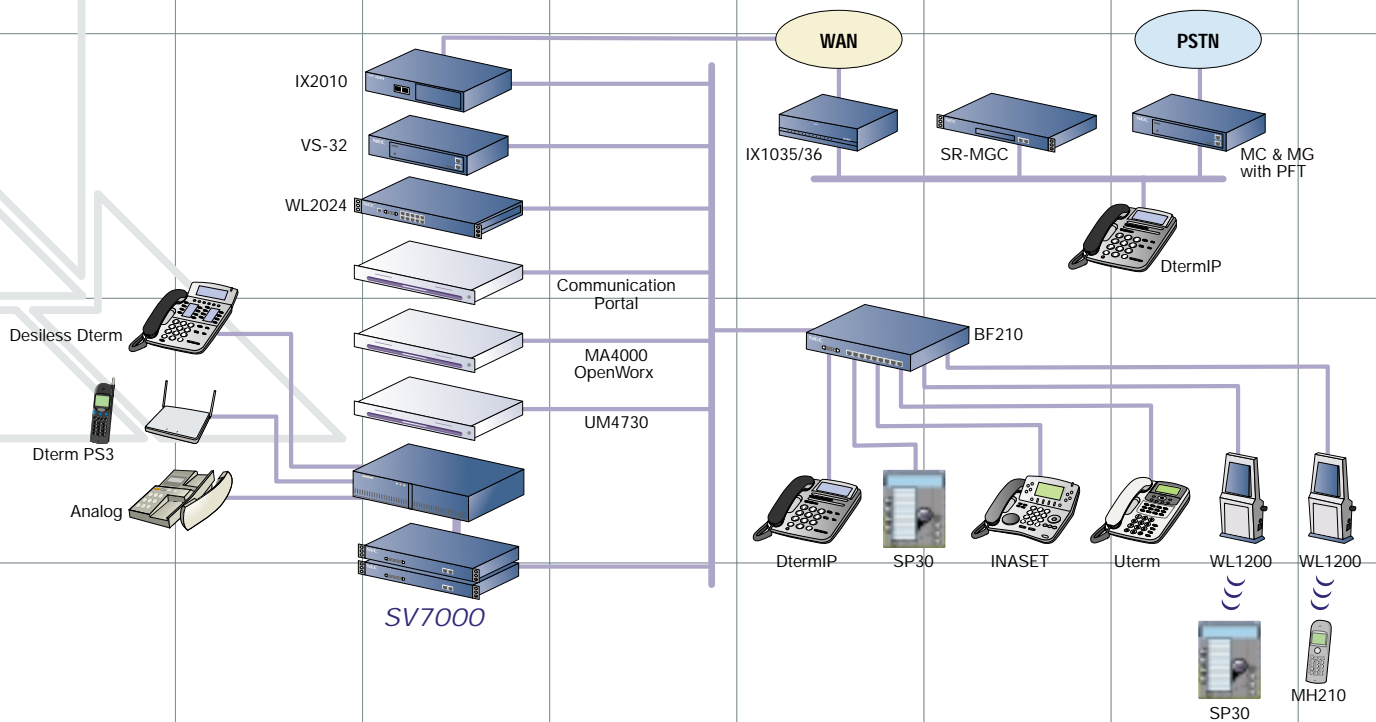 WAN
PSTN
IX2010
VS-32
WL2024
IX1035/36
SR-MGC
MC & MG
with PFT
DtermIP
Communication
Portal
Desiless Dterm
BF210
MA4000
OpenWorx
UM4730
Dterm PS3
Analog
DtermIP
SP30
INASET
Uterm
WL1200
WL1200
SV7000
SP30
MH210